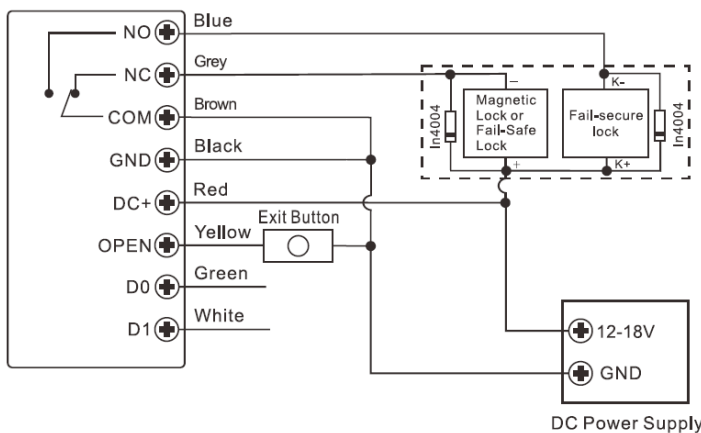 NO
Blue
NC
Grey
COM
Brown
GND
Black
DC+
Red
OPEN
Yellow
Exit Button
D0
Green
D1
White
In4004
−
Magnetic
Lock or
Fail-Safe
Lock
+
K-
Fail-secure
lock
K+
In4004
12-18V
GND
DC Power Supply